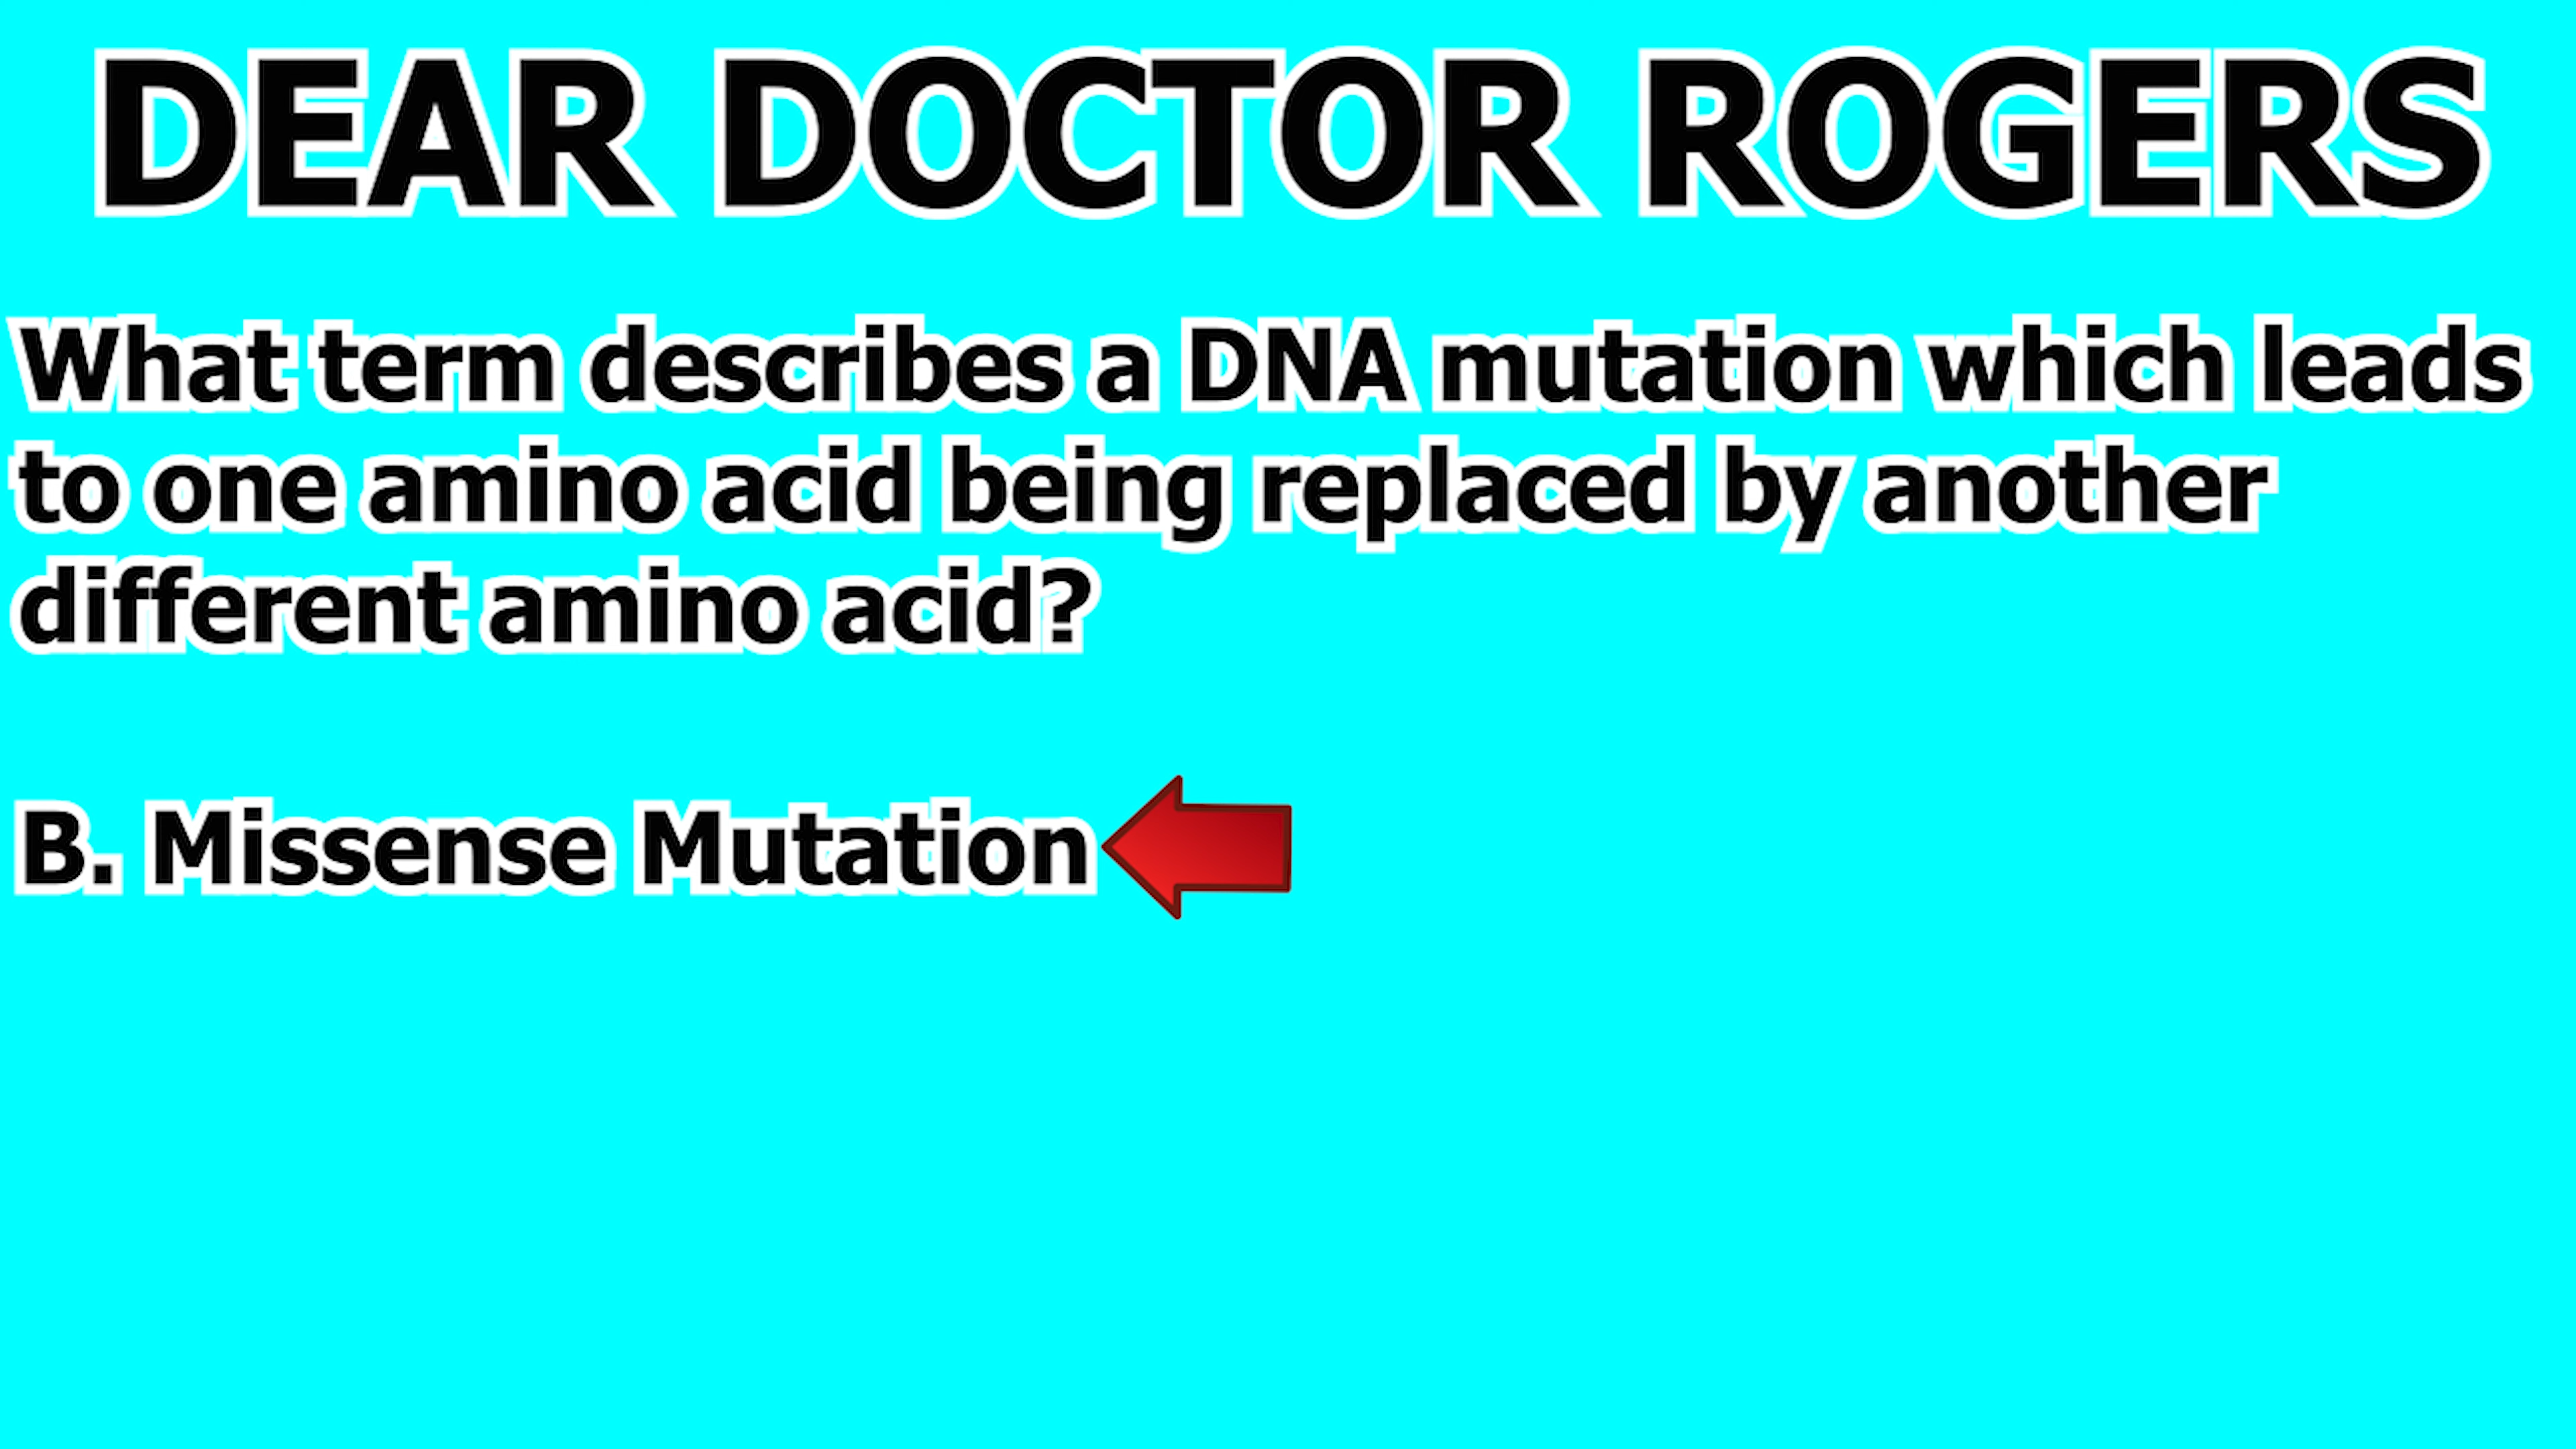 DEAR DOCTOR ROGERS
What term describes a DNA mutation which leads
to one amino acid being replaced by another
different amino acid?
B. Missense Mutation